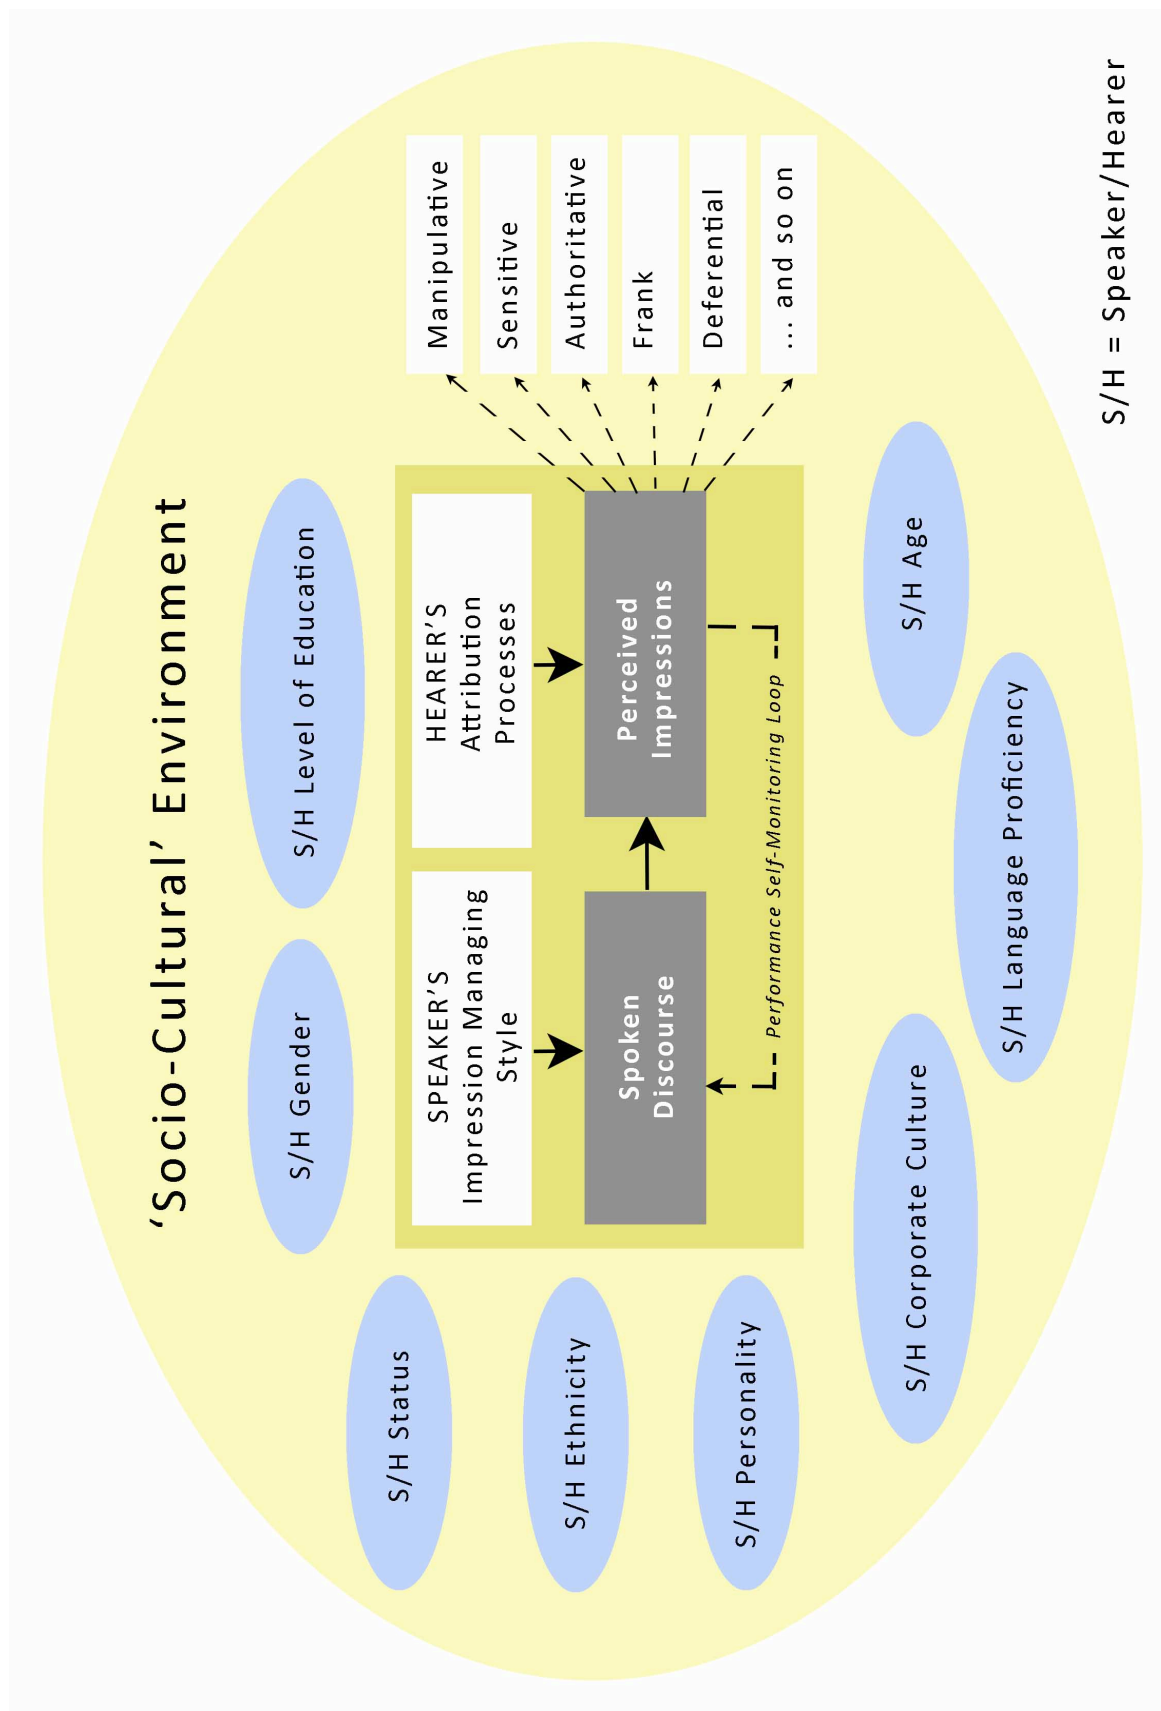 ‘Socio-Cultural’ Environment
S/H Gender
S/H Level of Education
S/H Status
S/H Ethnicity
S/H Personality
SPEAKER’S
Impression Managing
Style
HEARER’S
Attribution
Processes
Spoken
Discourse
Perceived
Impressions
Performance Self-Monitoring Loop
Manipulative
Sensitive
Authoritative
Frank
Deferential
... and so on
S/H Corporate Culture
S/H Language Proficiency
S/H Age
S/H = Speaker/Hearer